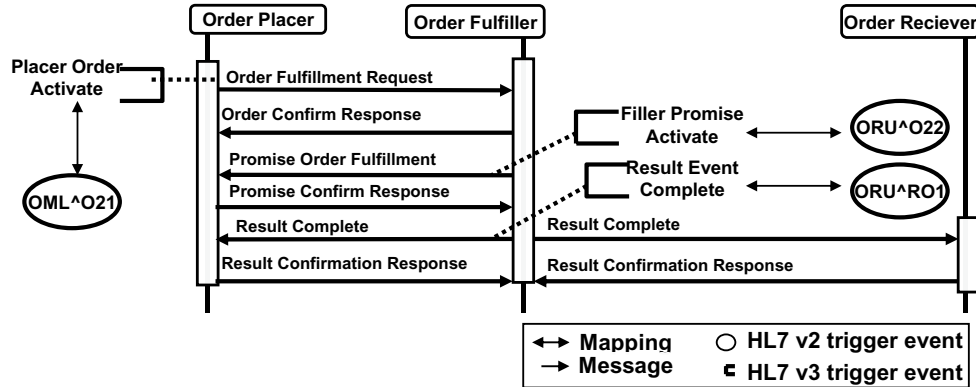 Order Placer
Order Fulfiller
Order Reciever
Placer Order
Activate
Order Fulfillment Request
Order Confirm Response
Filler Promise
Activate
ORU^O22
Promise Order Fulfillment
Result Event
Complete
ORU^RO1
OML^O21
Promise Confirm Response
Result Complete
Result Complete
Result Confirmation Response
Result Confirmation Response
Mapping
HL7 v2 trigger event
Message
HL7 v3 trigger event